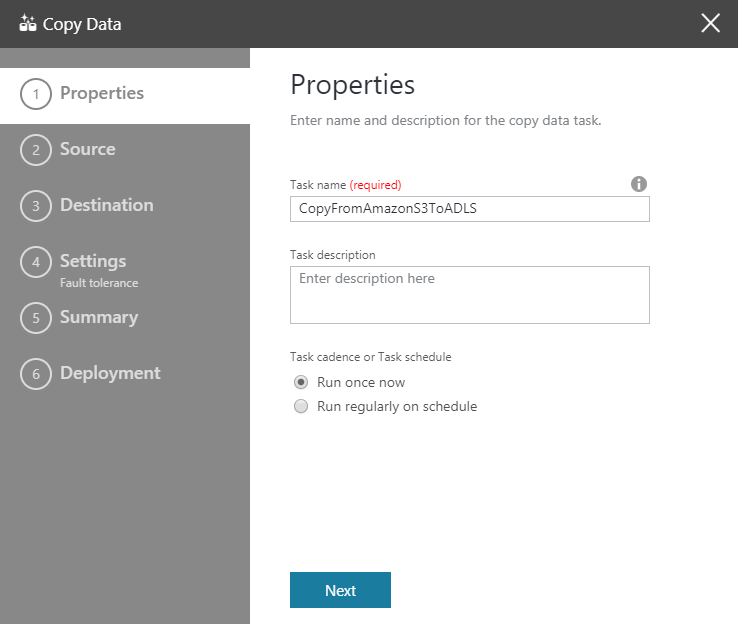 Copy Data
1 Properties
2 Source
3 Destination
4 Settings
Fault tolerance
5 Summary
6 Deployment
Properties
Enter name and description for the copy data task.
Task name (required)
CopyFromAmazonS3ToADLS
Task description
Enter description here
Task cadence or Task schedule
Run once now
Run regularly on schedule
Next